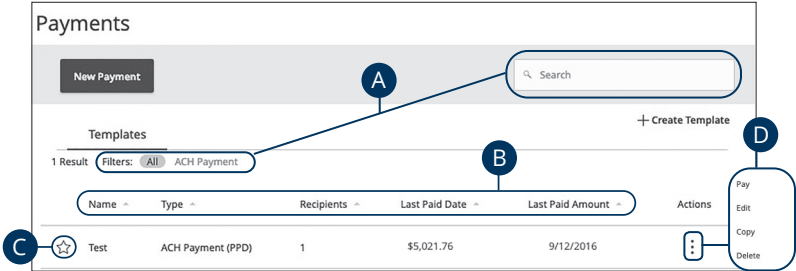 Payments
New Payment
Search
A
Create Template
Templates
D
1 Result Filters: All ACH Payment
B
Pay
Edit
Copy
Delete
Name Type Recipients Last Paid Date Last Paid Amount Actions
C
Test ACH Payment (PPD) 1 $5,021.76 9/12/2016